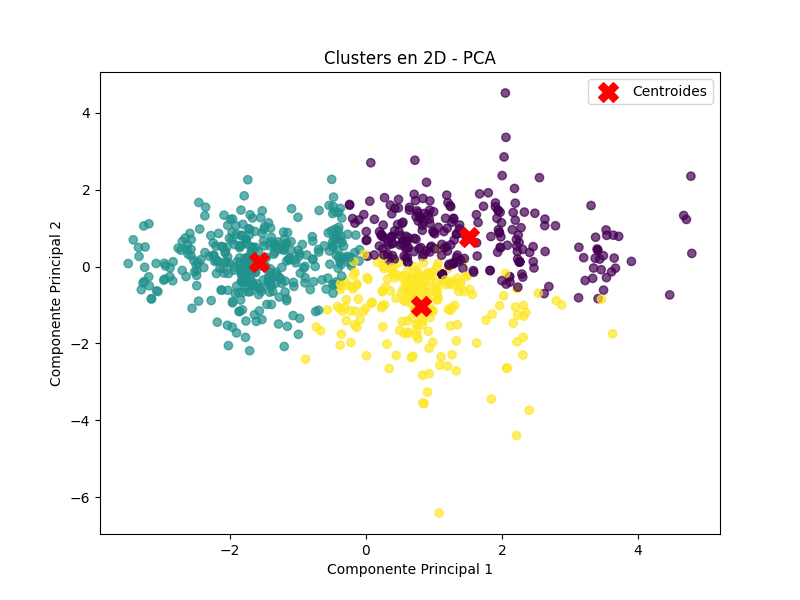 Clusters en 2D - PCA
Centroides
4
2
0
−2
−4
−6
Componente Principal 2
−2
0
2
4
Componente Principal 1